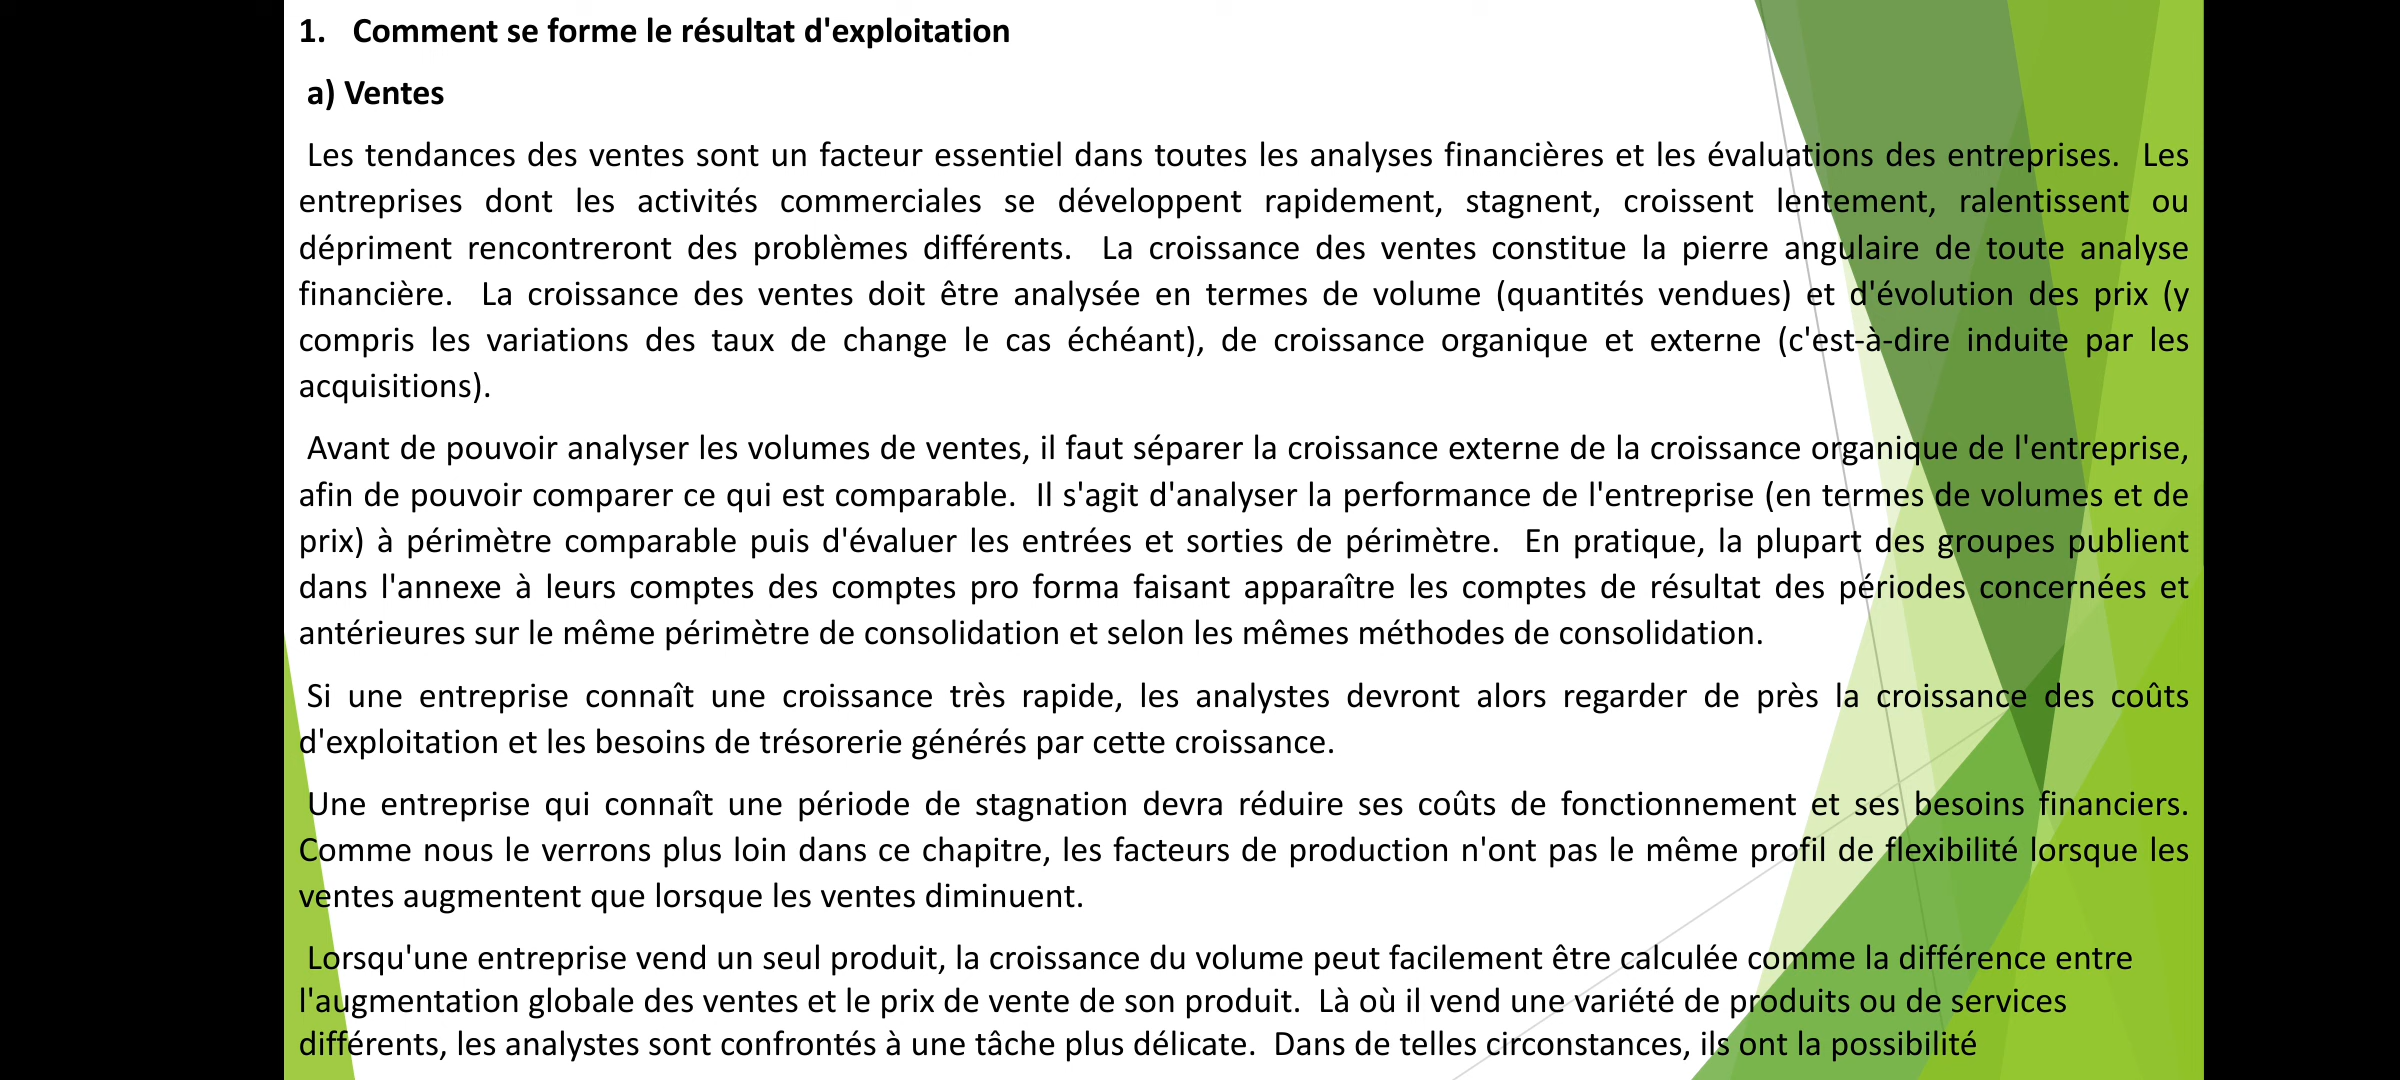 1. Comment se forme le résultat d'exploitation
a) Ventes
Les tendances des ventes sont un facteur essentiel dans toutes les analyses financières et les évaluations des entreprises. Les
entreprises dont les activités commerciales se développent rapidement, stagnent, croissent lentement, ralentissent ou
dépriment rencontreront des problèmes différents. La croissance des ventes constitue la pierre angulaire de toute analyse
financière. La croissance des ventes doit être analysée en termes de volume (quantités vendues) et d'évolution des prix (y
compris les variations des taux de change le cas échéant), de croissance organique et externe (c'est-à-dire induite par les
acquisitions).
Avant de pouvoir analyser les volumes de ventes, il faut séparer la croissance externe de la croissance organique de l'entreprise,
afin de pouvoir comparer ce qui est comparable. Il s'agit d'analyser la performance de l'entreprise (en termes de volumes et de
prix) à périmètre comparable puis d'évaluer les entrées et sorties de périmètre. En pratique, la plupart des groupes publient
dans l'annexe à leurs comptes des comptes pro forma faisant apparaître les comptes de résultat des périodes concernées et
antérieures sur le même périmètre de consolidation et selon les mêmes méthodes de consolidation.
Si une entreprise connaît une croissance très rapide, les analystes devront alors regarder de près la croissance des coûts
d'exploitation et les besoins de trésorerie générés par cette croissance.
Une entreprise qui connaît une période de stagnation devra réduire ses coûts de fonctionnement et ses besoins financiers.
Comme nous le verrons plus loin dans ce chapitre, les facteurs de production n'ont pas le même profil de flexibilité lorsque les
ventes augmentent que lorsque les ventes diminuent.
Lorsqu'une entreprise vend un seul produit, la croissance du volume peut facilement être calculée comme la différence entre
l'augmentation globale des ventes et le prix de vente de son produit. Là où il vend une variété de produits ou de services
différents, les analystes sont confrontés à une tâche plus délicate. Dans de telles circonstances, ils ont la possibilité